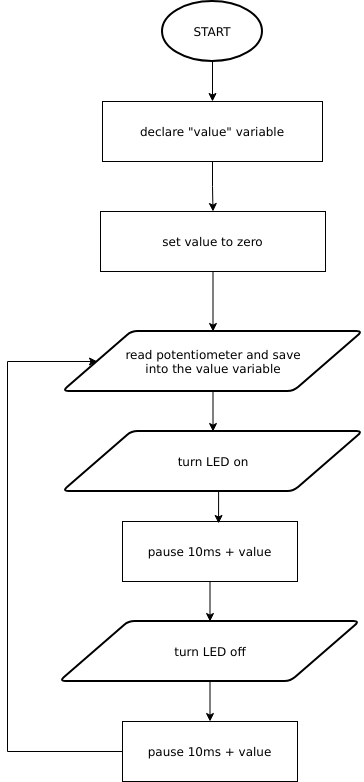 START
declare "value" variable
set value to zero
read potentiometer and save
into the value variable
turn LED on
pause 10ms + value
turn LED off
pause 10ms + value